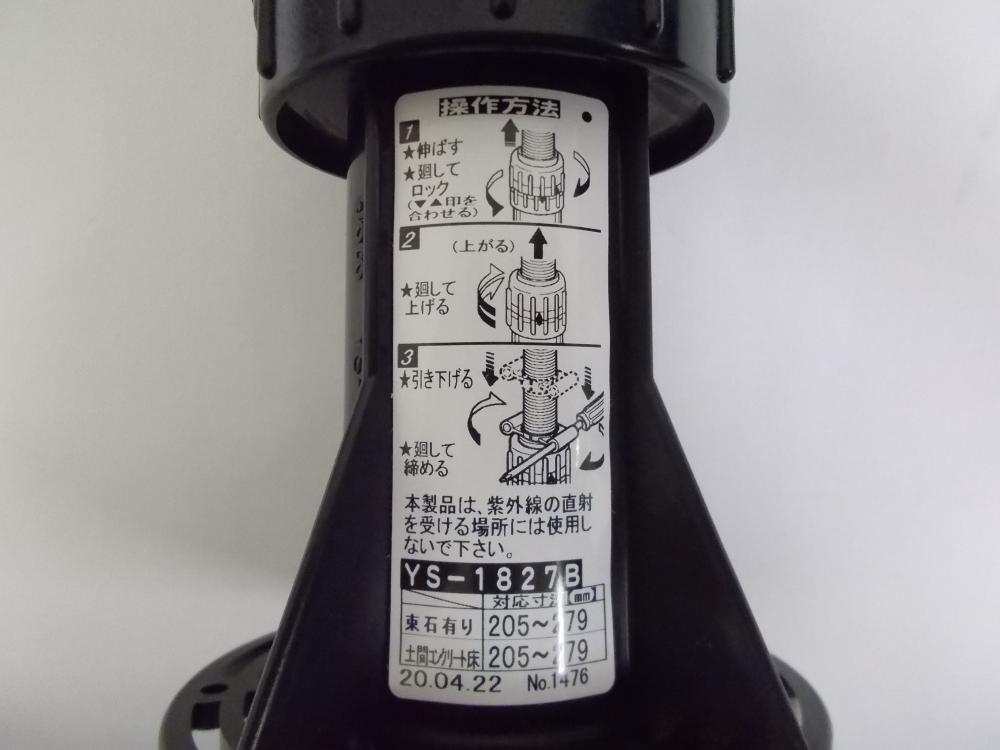 操作方法
1
★伸ばす
★廻して
ロック
(▼▲印を
合わせる)
2
(上がる)
★廻して
上げる
3
★引き下げる
★廻して
締める
本製品は、紫外線の直射
を受ける場所には使用し
ないで下さい。
YS-1827B
対応寸法(mm)
束石有り 205~279
土間コンクリート床 205~279
20.04.22 No.1476